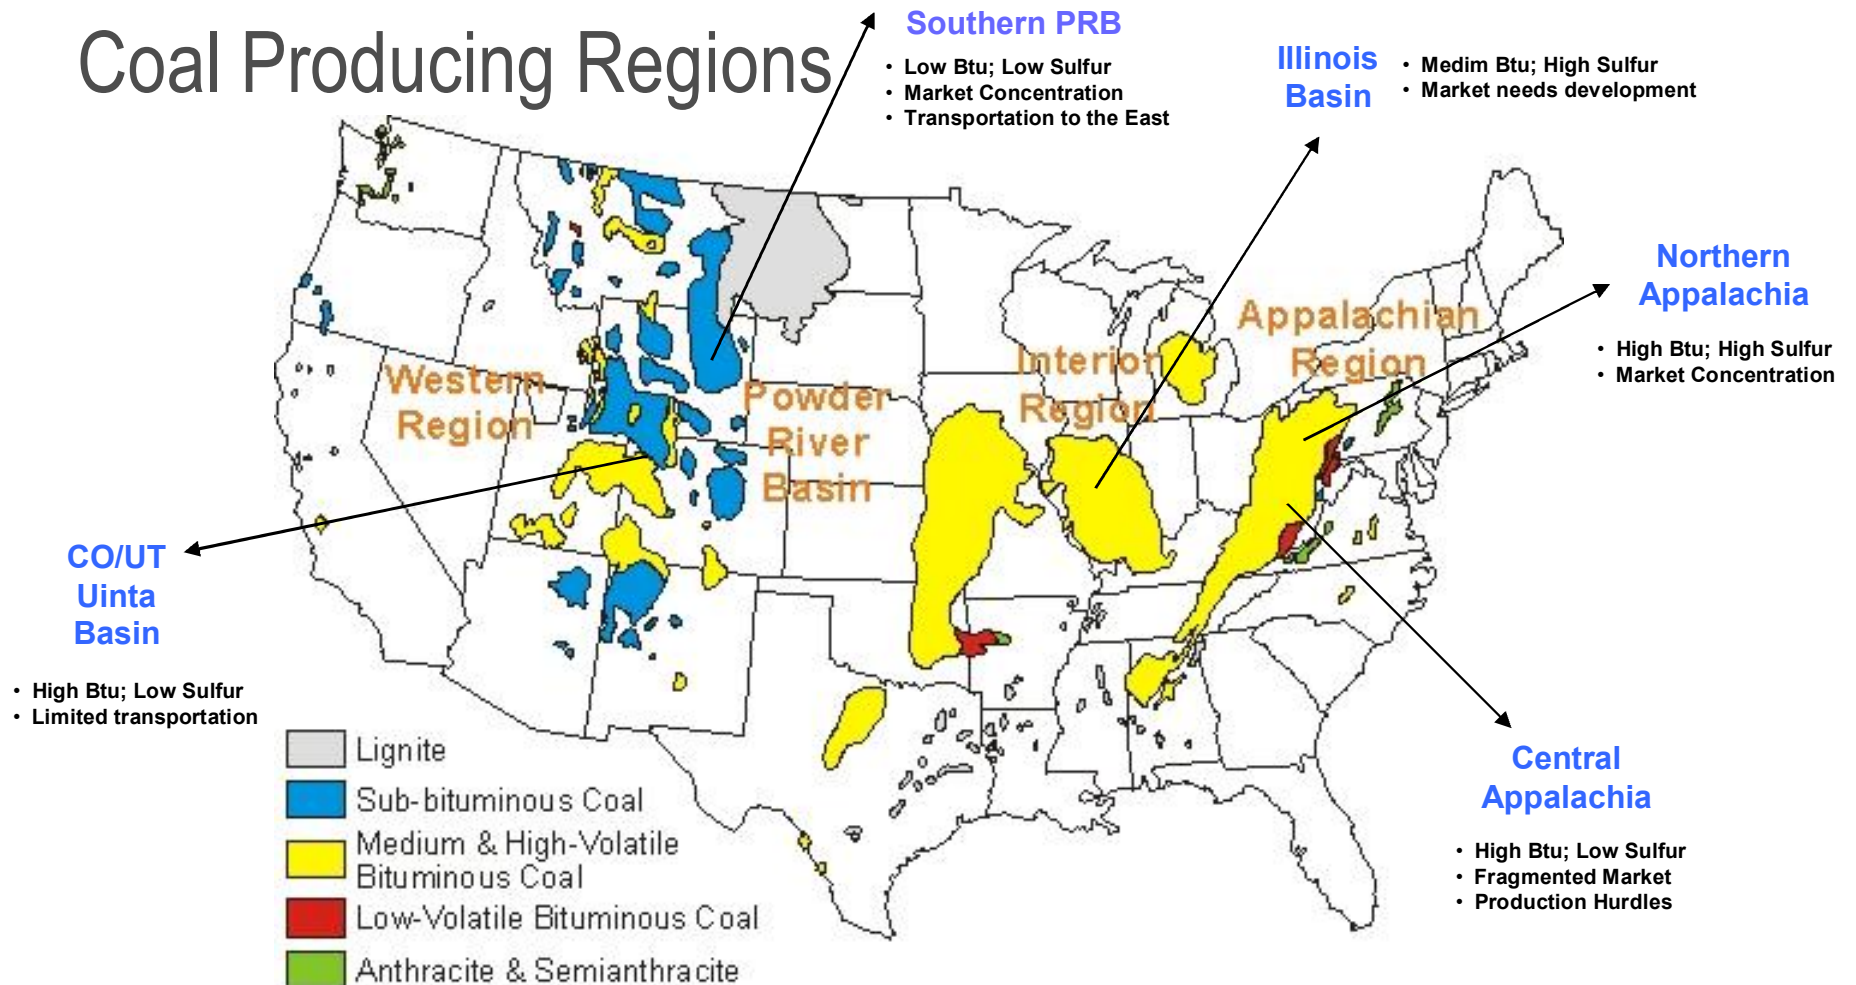 Coal Producing Regions
Southern PRB
• Low Btu; Low Sulfur
• Market Concentration
• Transportation to the East
Illinois
Basin
• Medim Btu; High Sulfur
• Market needs development
Northern
Appalachia
• High Btu; High Sulfur
• Market Concentration
Appalachian
Region
Interior
Region
Western
Region
Powder
River
Basin
CO/UT
Uinta
Basin
• High Btu; Low Sulfur
• Limited transportation
Central
Appalachia
• High Btu; Low Sulfur
• Fragmented Market
• Production Hurdles
Lignite
Sub-bituminous Coal
Medium & High-Volatile
Bituminous Coal
Low-Volatile Bituminous Coal
Anthracite & Semianthracite